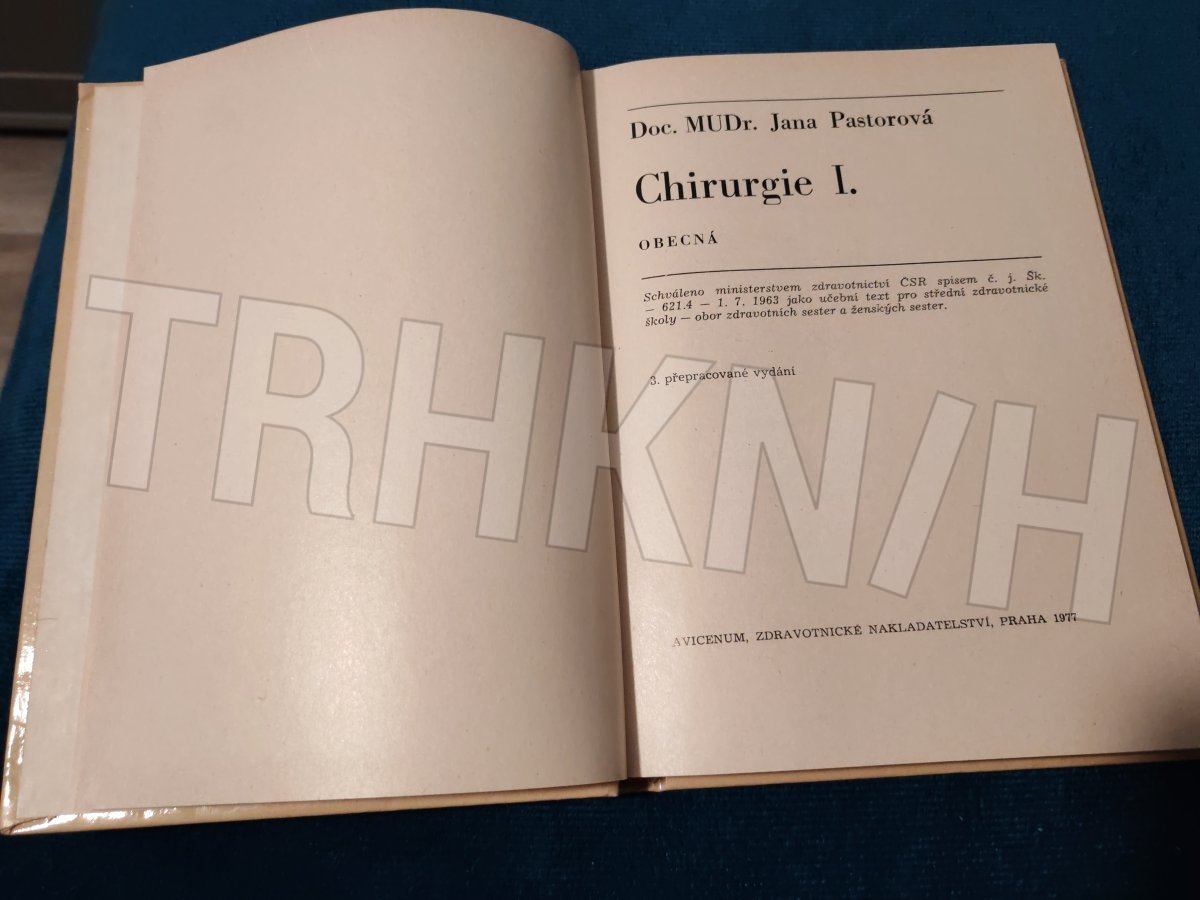 Doc. MUDr. Jana Pastorová
Chirurgie I.
OBECNÁ
Schváleno ministerstvem zdravotnictví ČSR spisem č. j. Šk.
— 621.4 — 1. 7. 1963 jako učební text pro střední zdravotnické
školy — obor zdravotních sester a ženských sester.
3. přepracované vydání
TRHKN/H
AVICENUM, ZDRAVOTNICKÉ NAKLADATELSTVÍ, PRAHA 1977